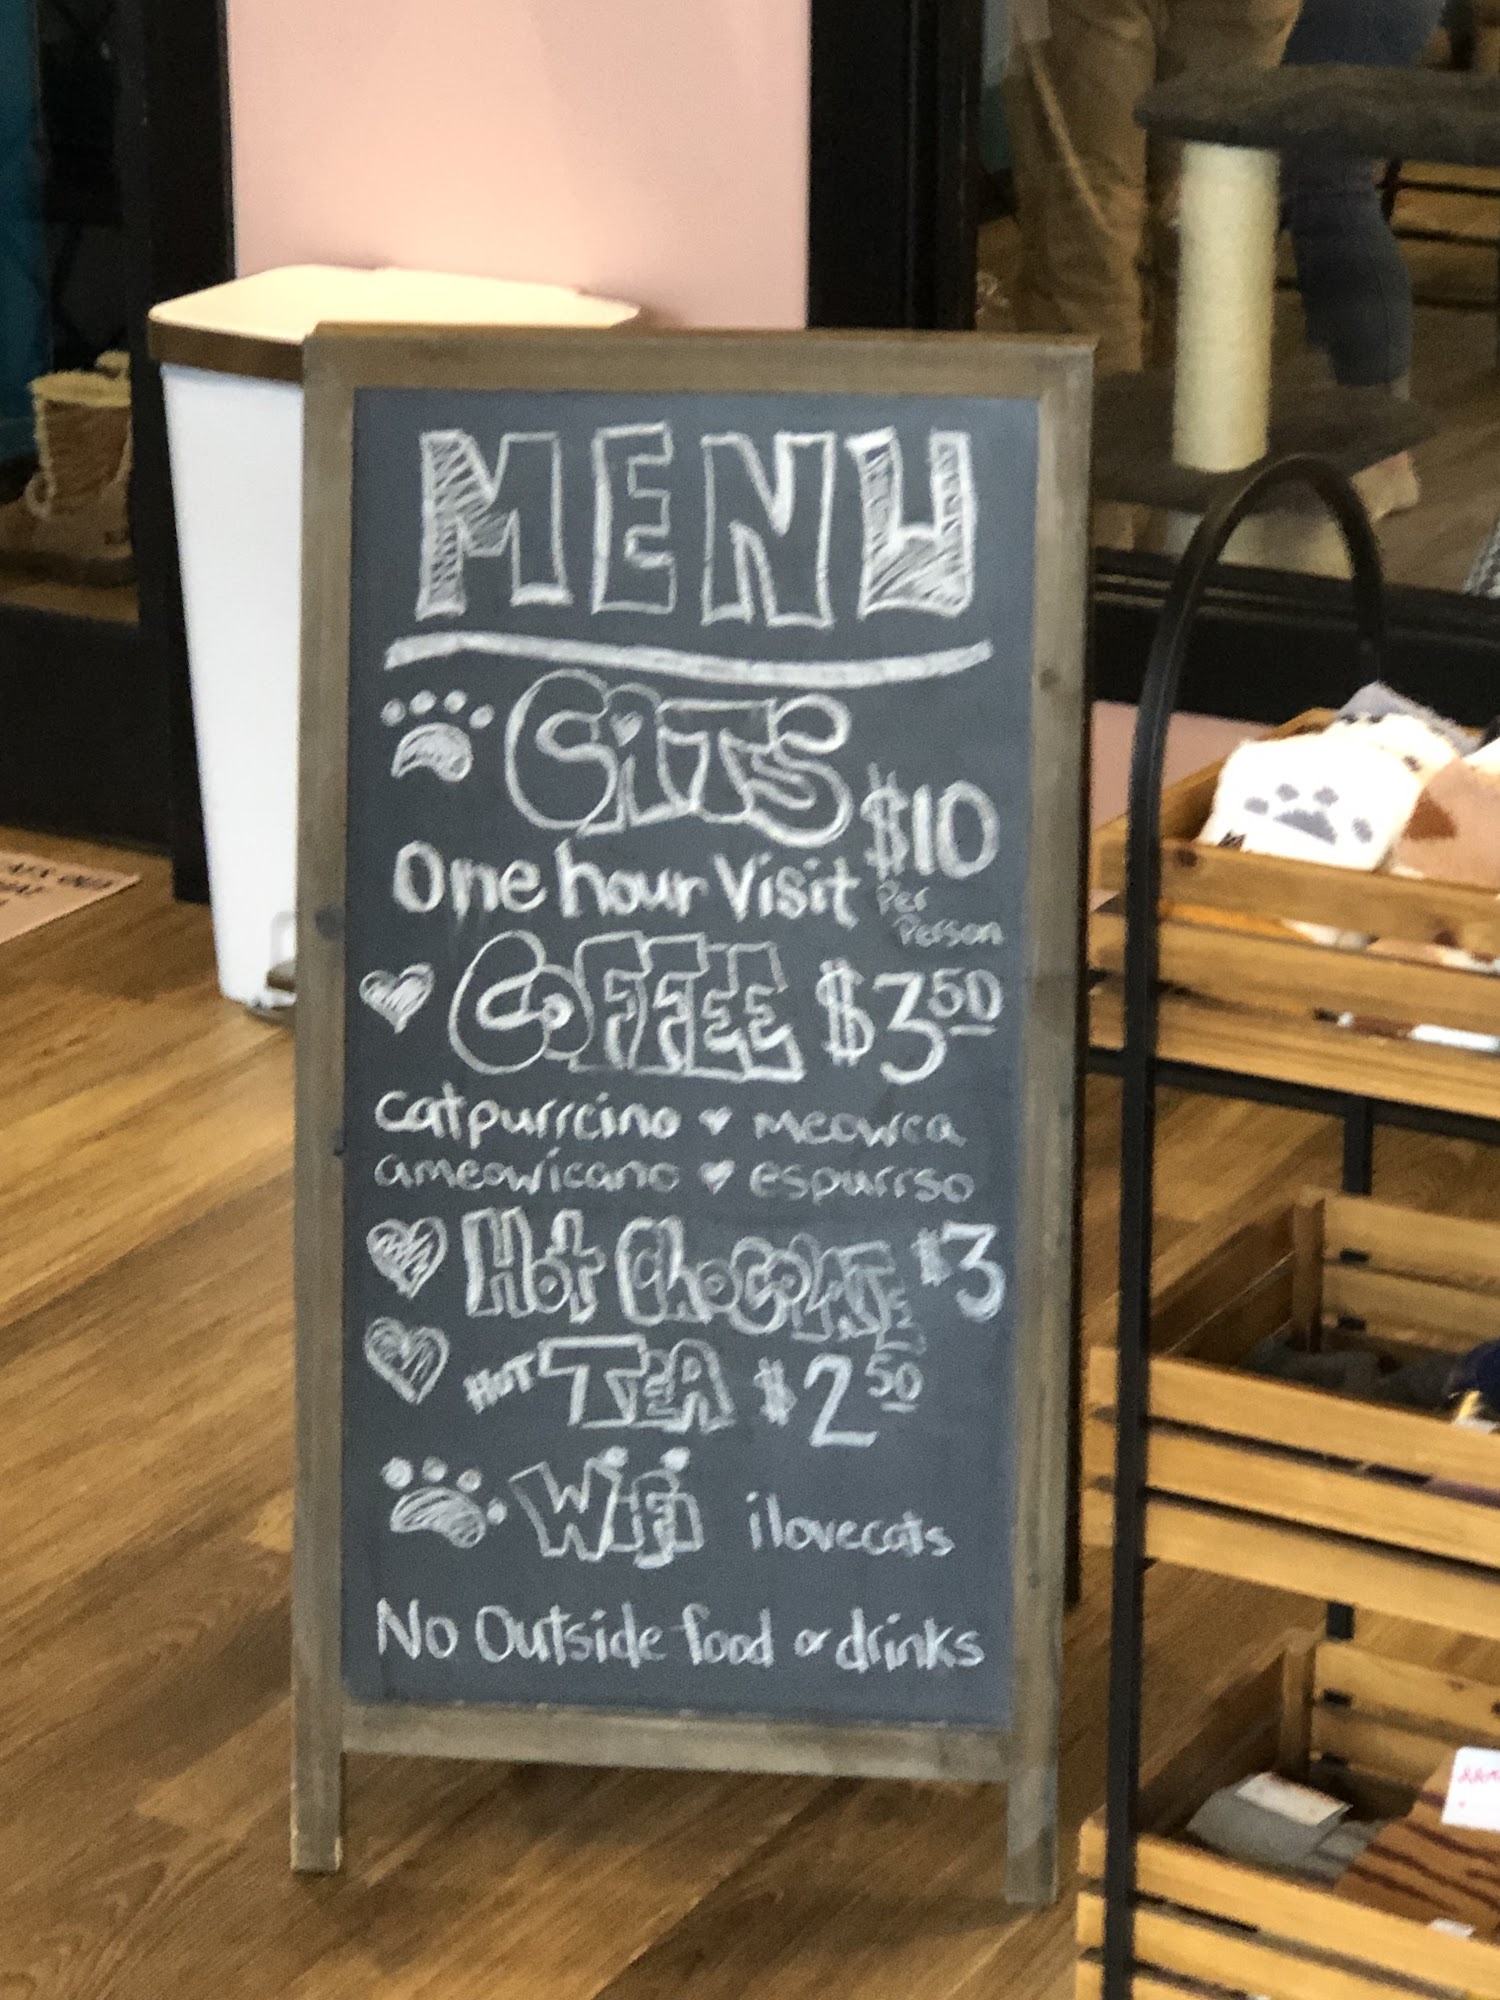 MENU
CATS
$10
One hour Visit
Per
Person
COFFEE $3.50
catpurrcino ♥ meowca
ameowicano ♥ espurrso
Hot Chocolate $3
HOT TEA $2.50
WiFi ilovecats
No Outside food or drinks